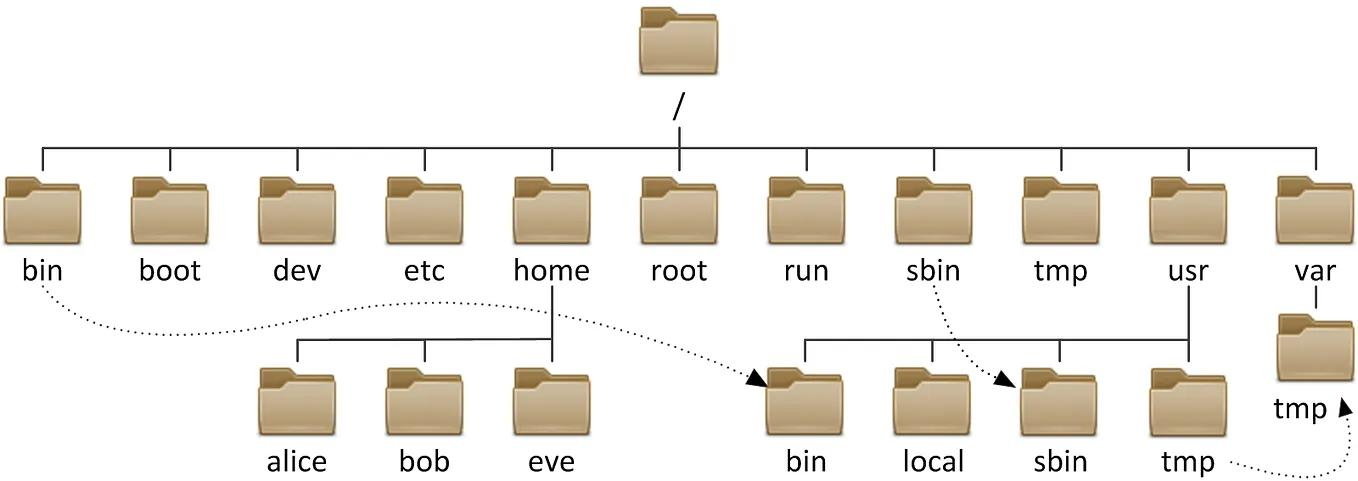 /
bin boot dev etc home root run sbin tmp usr var
tmp
alice bob eve bin local sbin tmp